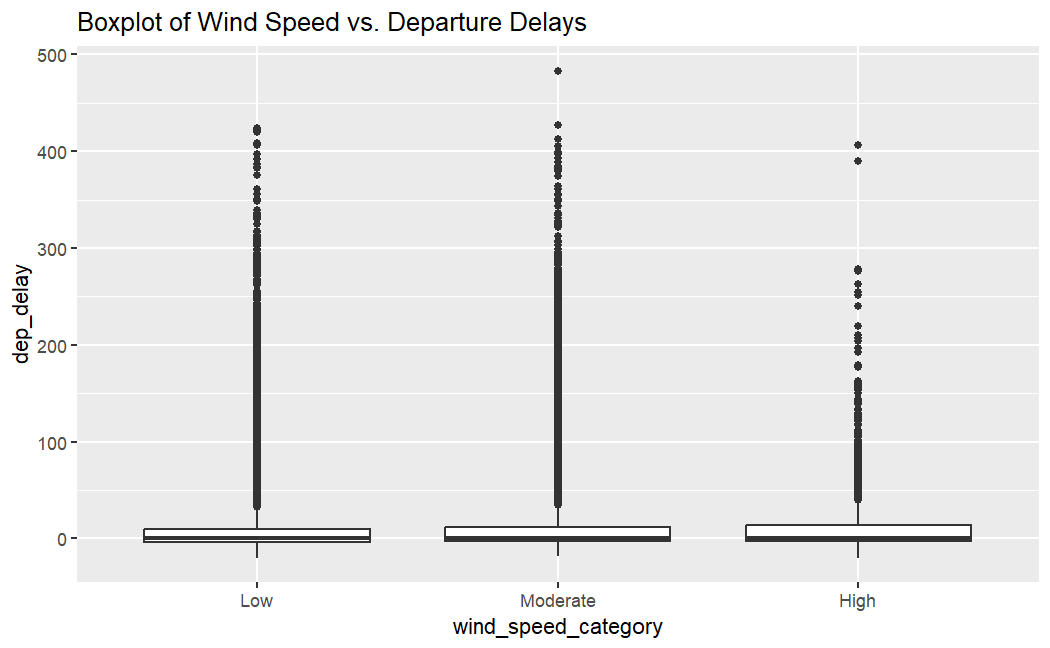 Boxplot of Wind Speed vs. Departure Delays
500
400
300
200
100
0
dep_delay
Low Moderate High
wind_speed_category